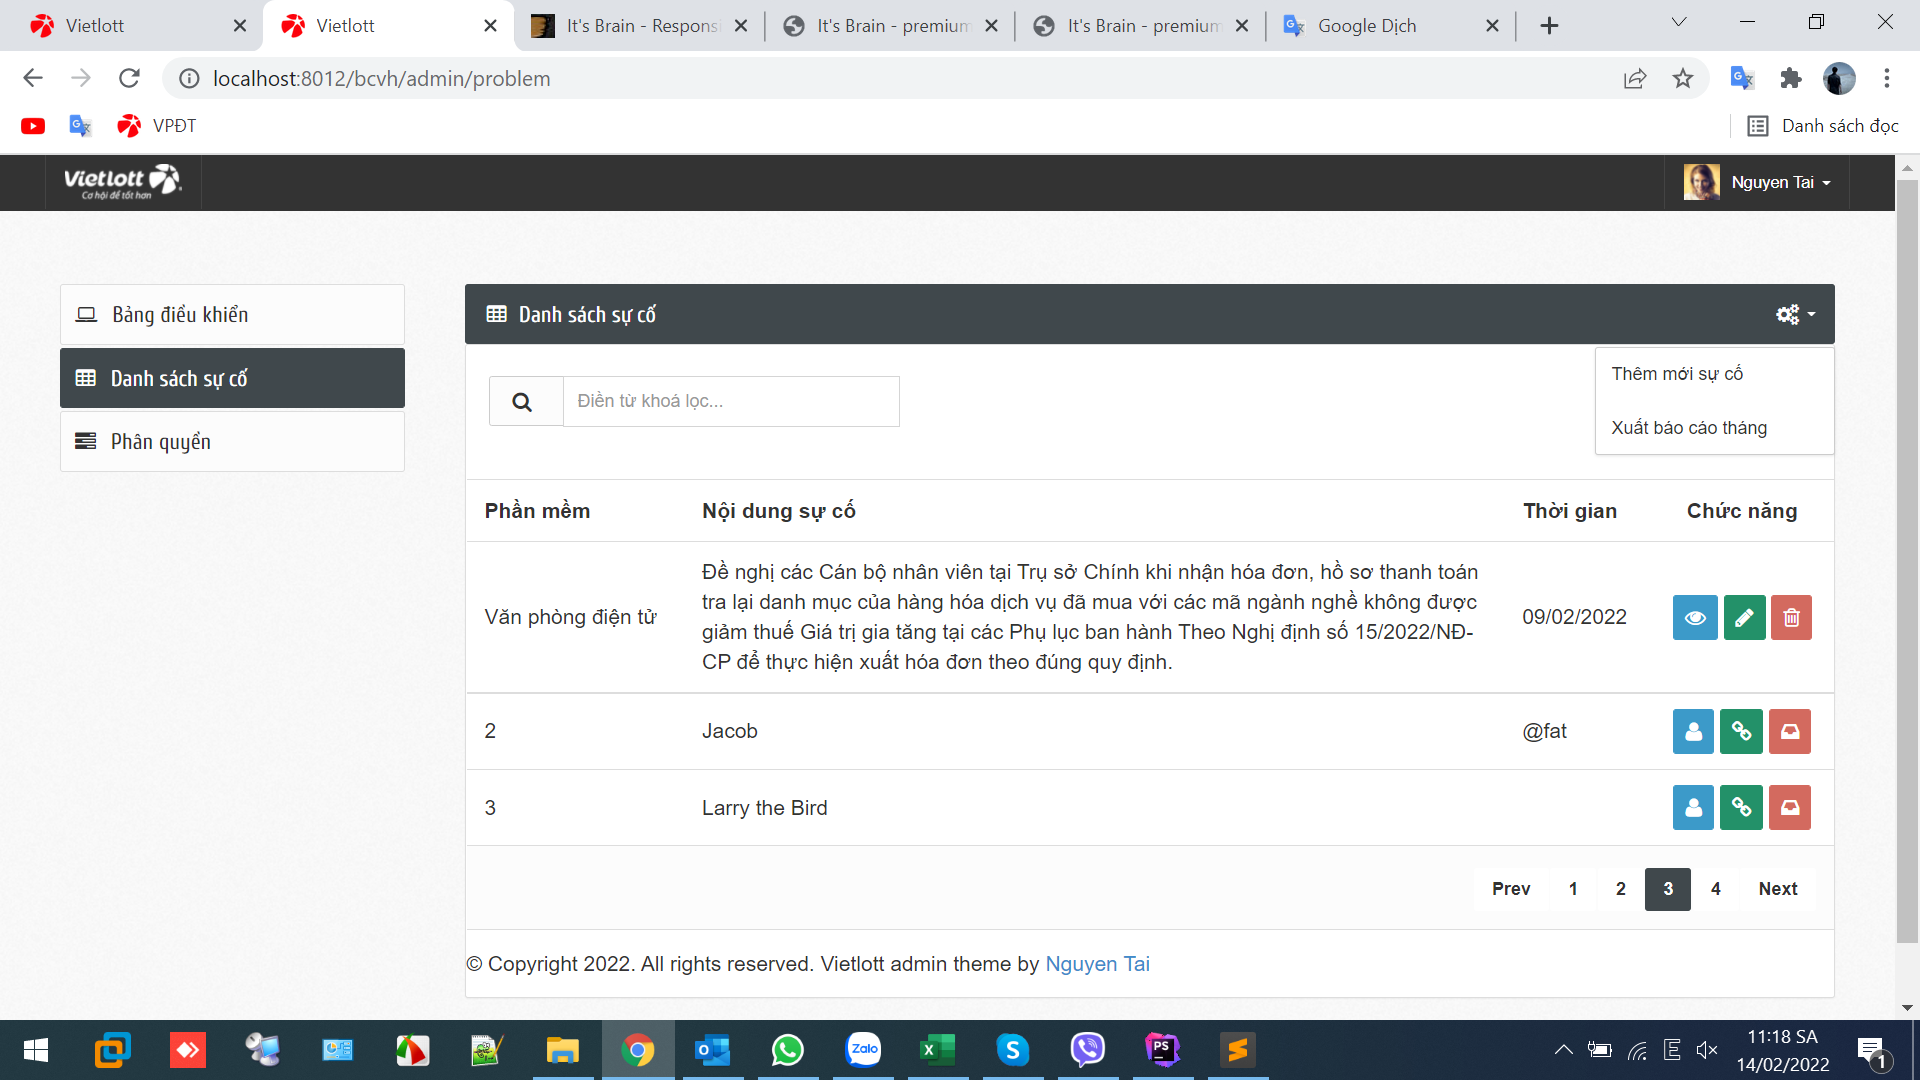 Vietlott
Vietlott
It's Brain - Responsi
It's Brain - premium
It's Brain - premium
Google Dịch
localhost:8012/bcvh/admin/problem
VPĐT
Danh sách đọc
Vietlott
Cơ hội để tốt hơn
Nguyen Tai
Bảng điều khiển
Danh sách sự cố
Phân quyền
Danh sách sự cố
Điền từ khoá lọc...
Thêm mới sự cố
Xuất báo cáo tháng
Phần mềm Nội dung sự cố Thời gian Chức năng
Văn phòng điện tử
Đề nghị các Cán bộ nhân viên tại Trụ sở Chính khi nhận hóa đơn, hồ sơ thanh toán
tra lại danh mục của hàng hóa dịch vụ đã mua với các mã ngành nghề không được
giảm thuế Giá trị gia tăng tại các Phụ lục ban hành Theo Nghị định số 15/2022/NĐ-
CP để thực hiện xuất hóa đơn theo đúng quy định.
09/02/2022
2 Jacob @fat
3 Larry the Bird
Prev 1 2 3 4 Next
© Copyright 2022. All rights reserved. Vietlott admin theme by Nguyen Tai
Zalo
PS
E
11:18 SA
14/02/2022
1